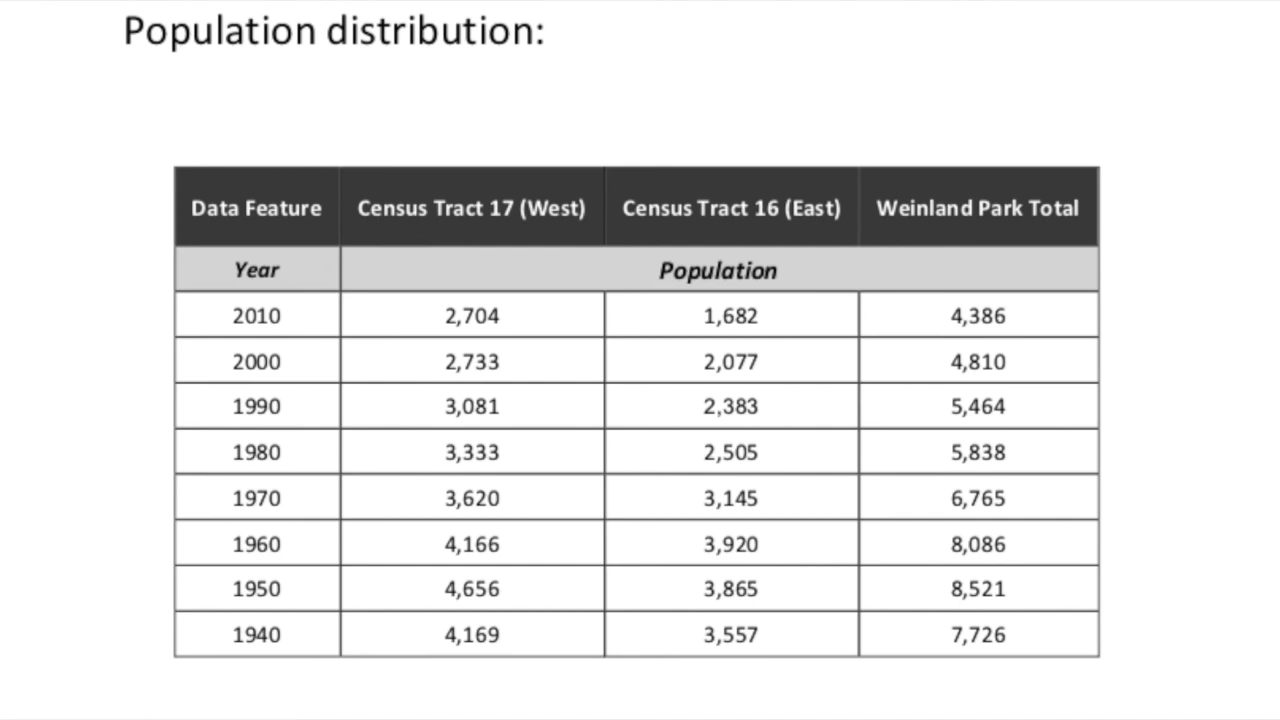 Population distribution:
Data Feature Census Tract 17 (West) Census Tract 16 (East) Weinland Park Total
Year Population
2010 2,704 1,682 4,386
2000 2,733 2,077 4,810
1990 3,081 2,383 5,464
1980 3,333 2,505 5,838
1970 3,620 3,145 6,765
1960 4,166 3,920 8,086
1950 4,656 3,865 8,521
1940 4,169 3,557 7,726